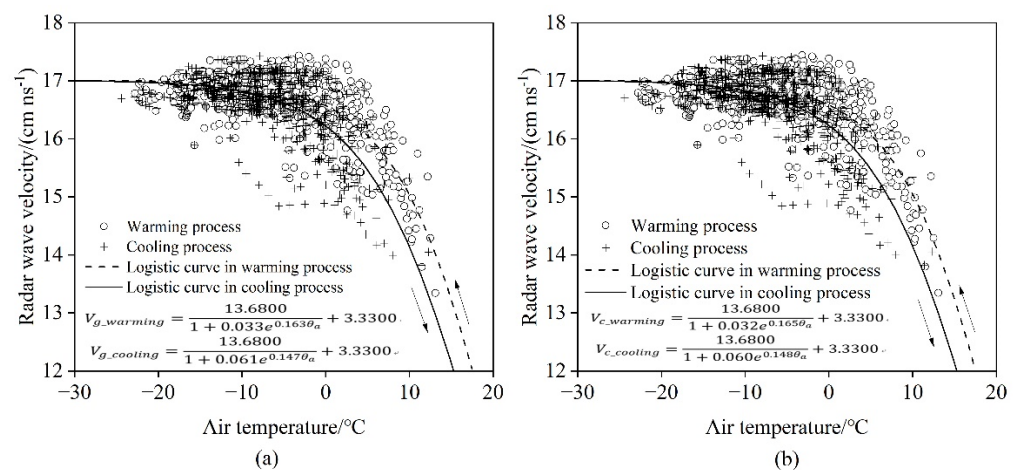 18
17
16
15
14
13
12
Radar wave velocity/(cm ns⁻¹)
Warming process
Cooling process
Logistic curve in warming process
Logistic curve in cooling process
V_g_warming = 13.6800 / (1 + 0.033e^{0.163θ_a}) + 3.3300
V_g_cooling = 13.6800 / (1 + 0.061e^{0.147θ_a}) + 3.3300
−30 −20 −10 0 10 20
Air temperature/°C
(a)
18
17
16
15
14
13
12
Radar wave velocity/(cm ns⁻¹)
Warming process
Cooling process
Logistic curve in warming process
Logistic curve in cooling process
V_c_warming = 13.6800 / (1 + 0.032e^{0.165θ_a}) + 3.3300
V_c_cooling = 13.6800 / (1 + 0.060e^{0.148θ_a}) + 3.3300
−30 −20 −10 0 10 20
Air temperature/°C
(b)